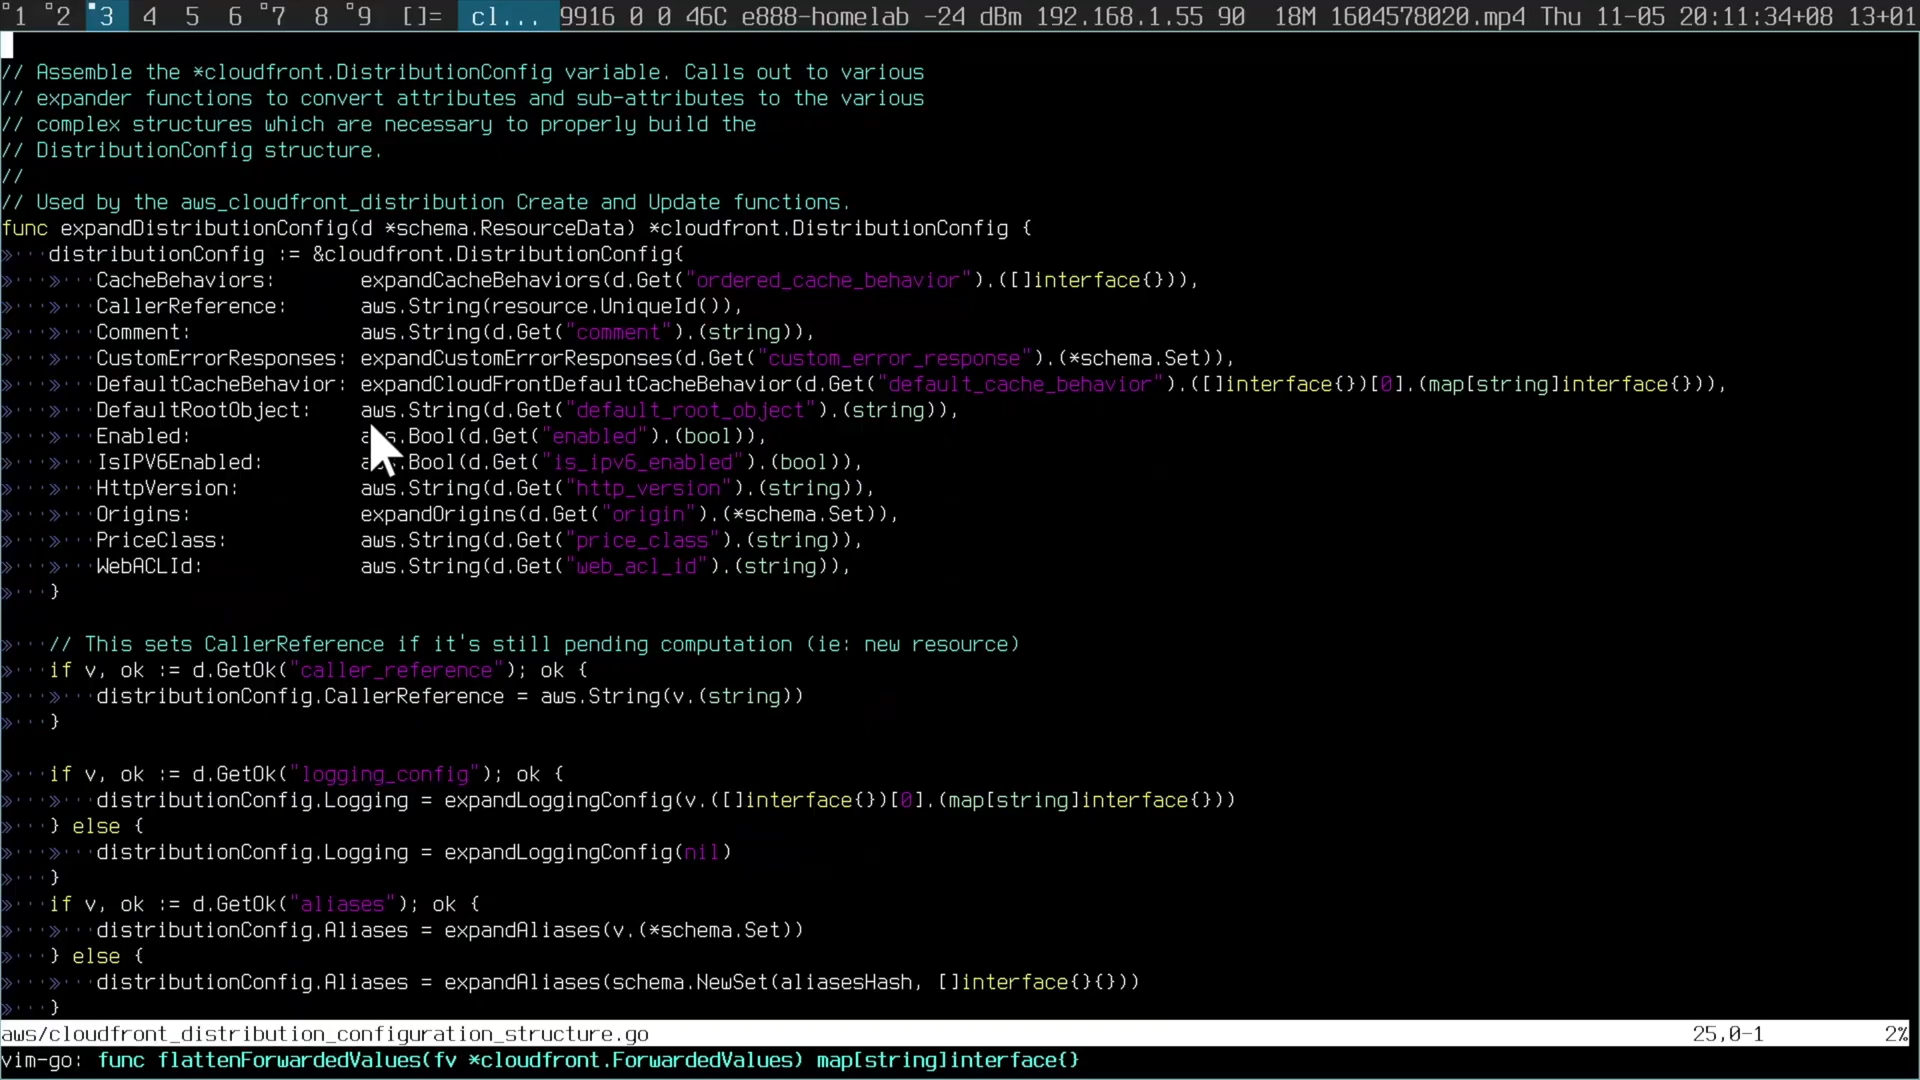 1 2 3 4 5 6 7 8 9 []= cl... 9916 0 0 46C e888-homelab -24 dBm 192.168.1.55 90 18M 1604578020.mp4 Thu 11-05 20:11:34+08 13+01
// Assemble the *cloudfront.DistributionConfig variable. Calls out to various
// expander functions to convert attributes and sub-attributes to the various
// complex structures which are necessary to properly build the
// DistributionConfig structure.
//
// Used by the aws_cloudfront_distribution Create and Update functions.
func expandDistributionConfig(d *schema.ResourceData) *cloudfront.DistributionConfig {
»···distributionConfig := &cloudfront.DistributionConfig{
»···»···CacheBehaviors:       expandCacheBehaviors(d.Get("ordered_cache_behavior").([]interface{})),
»···»···CallerReference:      aws.String(resource.UniqueId()),
»···»···Comment:              aws.String(d.Get("comment").(string)),
»···»···CustomErrorResponses: expandCustomErrorResponses(d.Get("custom_error_response").(*schema.Set)),
»···»···DefaultCacheBehavior: expandCloudFrontDefaultCacheBehavior(d.Get("default_cache_behavior").([]interface{})[0].(map[string]interface{})),
»···»···DefaultRootObject:    aws.String(d.Get("default_root_object").(string)),
»···»···Enabled:              aws.Bool(d.Get("enabled").(bool)),
»···»···IsIPV6Enabled:        aws.Bool(d.Get("is_ipv6_enabled").(bool)),
»···»···HttpVersion:          aws.String(d.Get("http_version").(string)),
»···»···Origins:              expandOrigins(d.Get("origin").(*schema.Set)),
»···»···PriceClass:           aws.String(d.Get("price_class").(string)),
»···»···WebACLId:             aws.String(d.Get("web_acl_id").(string)),
»···}
»···// This sets CallerReference if it's still pending computation (ie: new resource)
»···if v, ok := d.GetOk("caller_reference"); ok {
»···»···distributionConfig.CallerReference = aws.String(v.(string))
»···}
»···if v, ok := d.GetOk("logging_config"); ok {
»···»···distributionConfig.Logging = expandLoggingConfig(v.([]interface{})[0].(map[string]interface{}))
»···} else {
»···»···distributionConfig.Logging = expandLoggingConfig(nil)
»···}
»···if v, ok := d.GetOk("aliases"); ok {
»···»···distributionConfig.Aliases = expandAliases(v.(*schema.Set))
»···} else {
»···»···distributionConfig.Aliases = expandAliases(schema.NewSet(aliasesHash, []interface{}{}))
»···}
aws/cloudfront_distribution_configuration_structure.go 25,0-1 2%
vim-go: func flattenForwardedValues(fv *cloudfront.ForwardedValues) map[string]interface{}